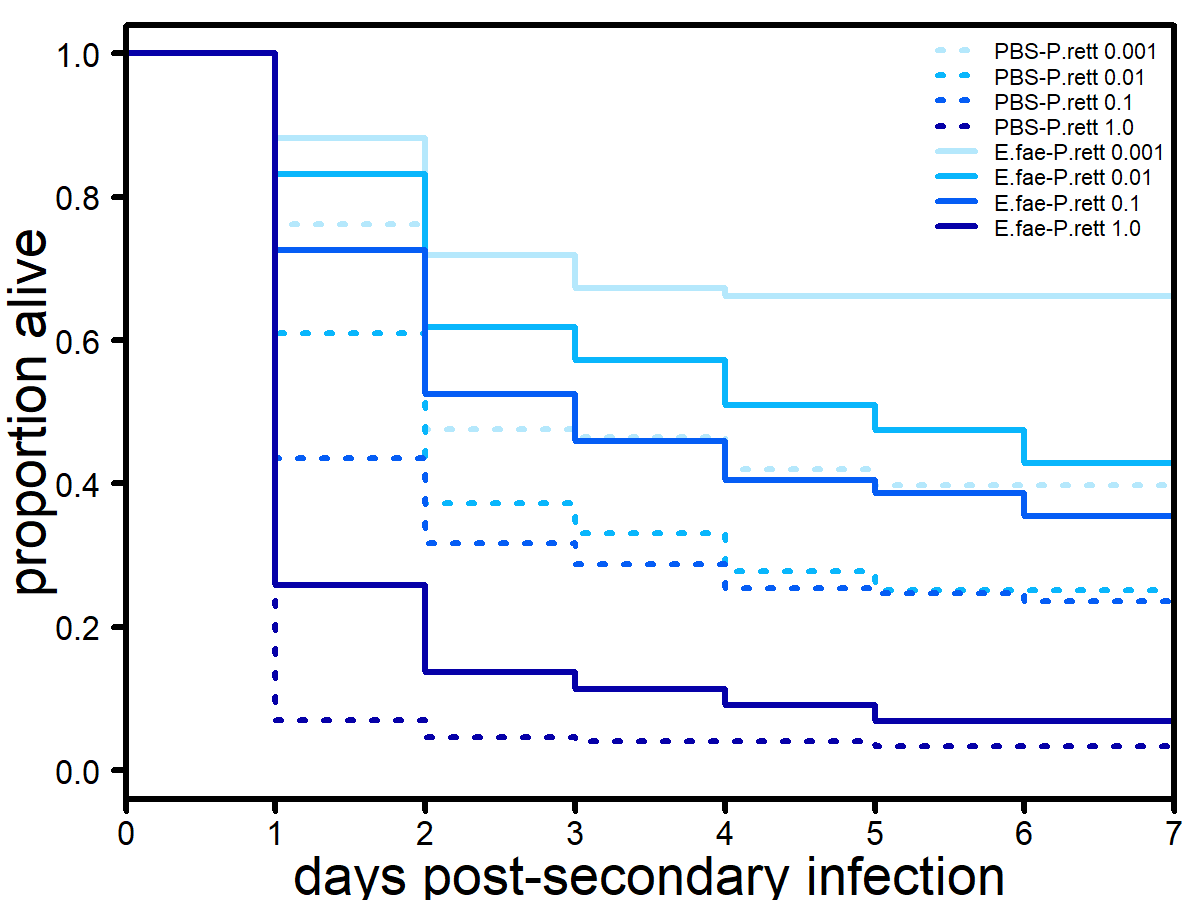 proportion alive
1.0
0.8
0.6
0.4
0.2
0.0
PBS-P.rett 0.001
PBS-P.rett 0.01
PBS-P.rett 0.1
PBS-P.rett 1.0
E.fae-P.rett 0.001
E.fae-P.rett 0.01
E.fae-P.rett 0.1
E.fae-P.rett 1.0
0 1 2 3 4 5 6 7
days post-secondary infection